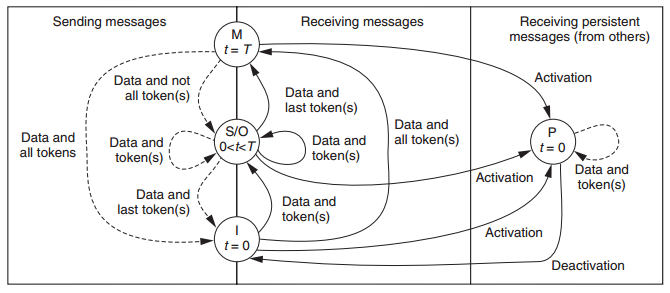 Sending messages
Receiving messages
Receiving persistent
messages (from others)
M
t = T
Activation
Data and not
all token(s)
Data and
last token(s)
Data and
all tokens
Data and
token(s)
S/O
0<t<T
Data and
token(s)
Data and
all token(s)
P
t = 0
Data and
token(s)
Activation
Data and
last token(s)
Data and
token(s)
I
t = 0
Activation
Deactivation